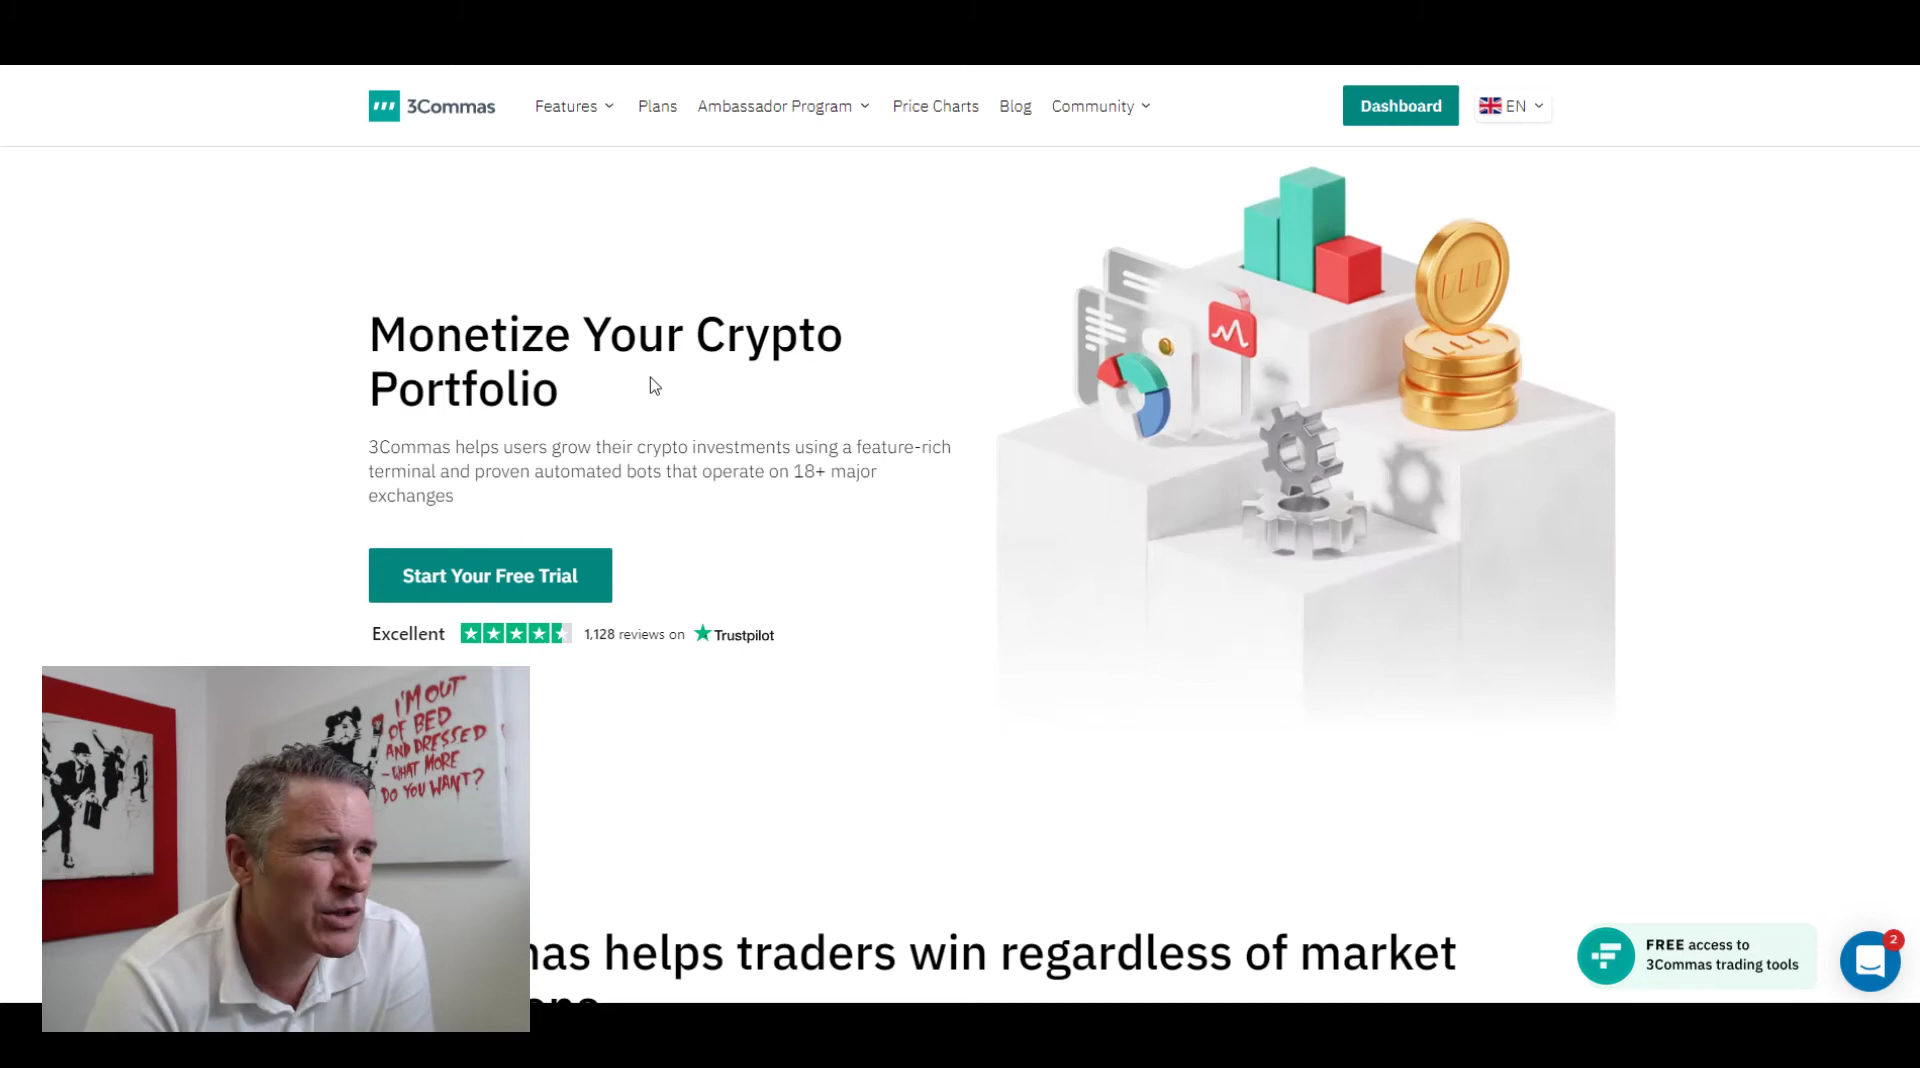 3Commas
Features
Plans
Ambassador Program
Price Charts
Blog
Community
Dashboard
EN
Monetize Your Crypto
Portfolio
3Commas helps users grow their crypto investments using a feature-rich
terminal and proven automated bots that operate on 18+ major
exchanges
Start Your Free Trial
Excellent
1,128 reviews on
Trustpilot
I'M OUT
OF BED
AND DRESSED
- WHAT MORE
DO YOU WANT?
helps traders win regardless of market
FREE access to
3Commas trading tools
2